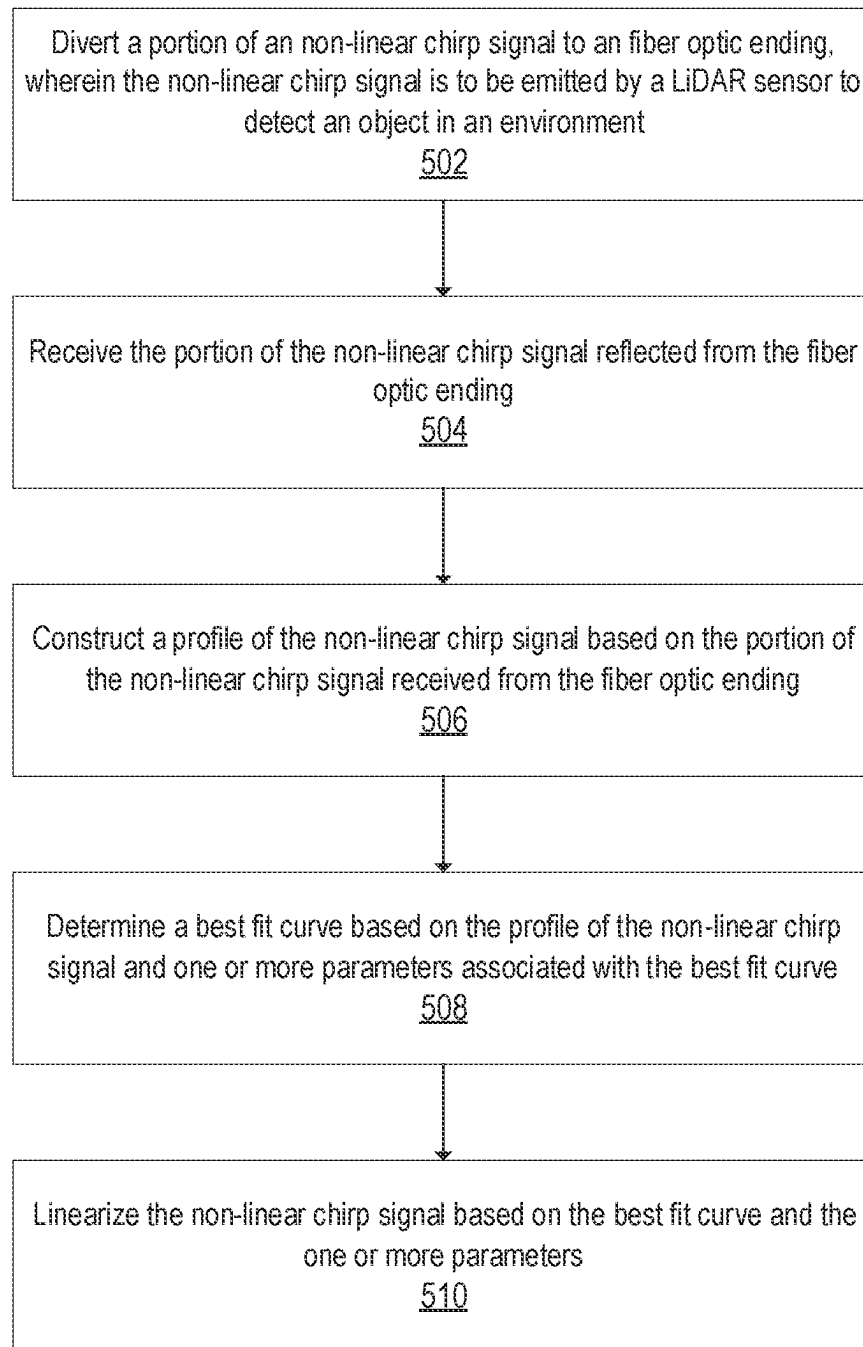 Divert a portion of an non-linear chirp signal to an fiber optic ending,
wherein the non-linear chirp signal is to be emitted by a LiDAR sensor to
detect an object in an environment
502
Receive the portion of the non-linear chirp signal reflected from the fiber
optic ending
504
Construct a profile of the non-linear chirp signal based on the portion of
the non-linear chirp signal received from the fiber optic ending
506
Determine a best fit curve based on the profile of the non-linear chirp
signal and one or more parameters associated with the best fit curve
508
Linearize the non-linear chirp signal based on the best fit curve and the
one or more parameters
510